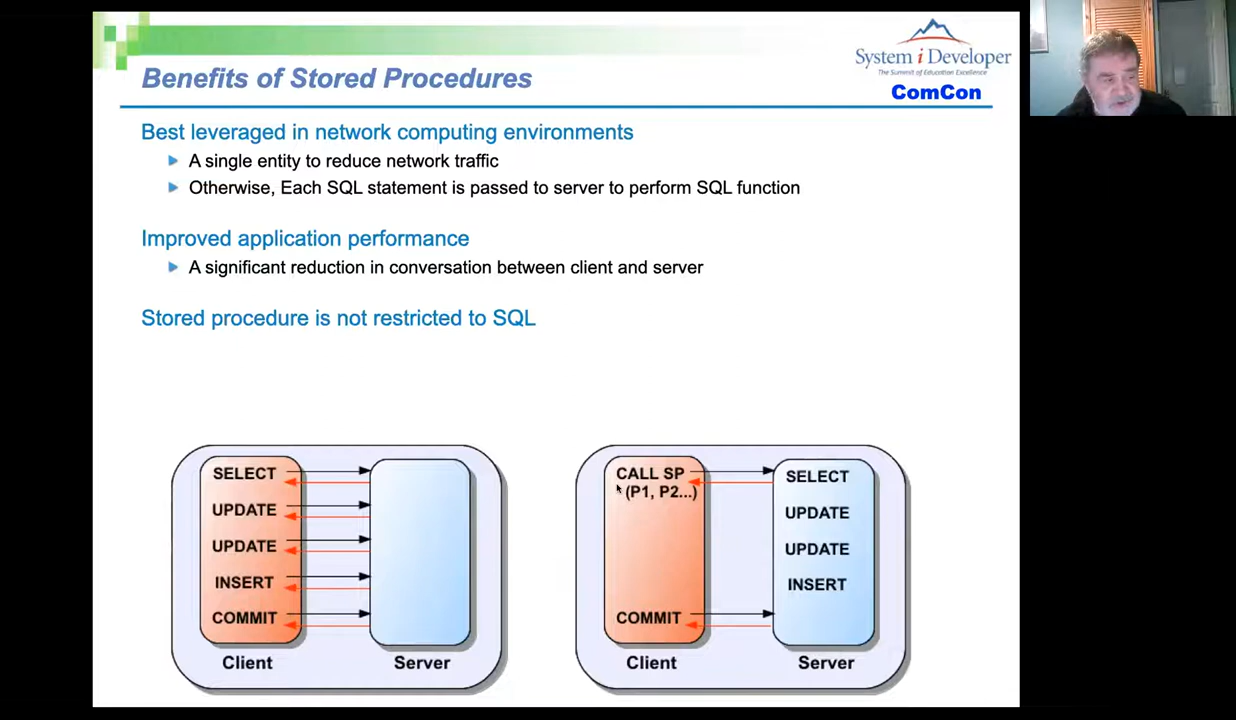 Benefits of Stored Procedures
System i Developer
The Summit of Education Excellence
ComCon
Best leveraged in network computing environments
A single entity to reduce network traffic
Otherwise, Each SQL statement is passed to server to perform SQL function
Improved application performance
A significant reduction in conversation between client and server
Stored procedure is not restricted to SQL
SELECT
UPDATE
UPDATE
INSERT
COMMIT
Client
Server
CALL SP
(P1, P2...)
COMMIT
Client
SELECT
UPDATE
UPDATE
INSERT
Server